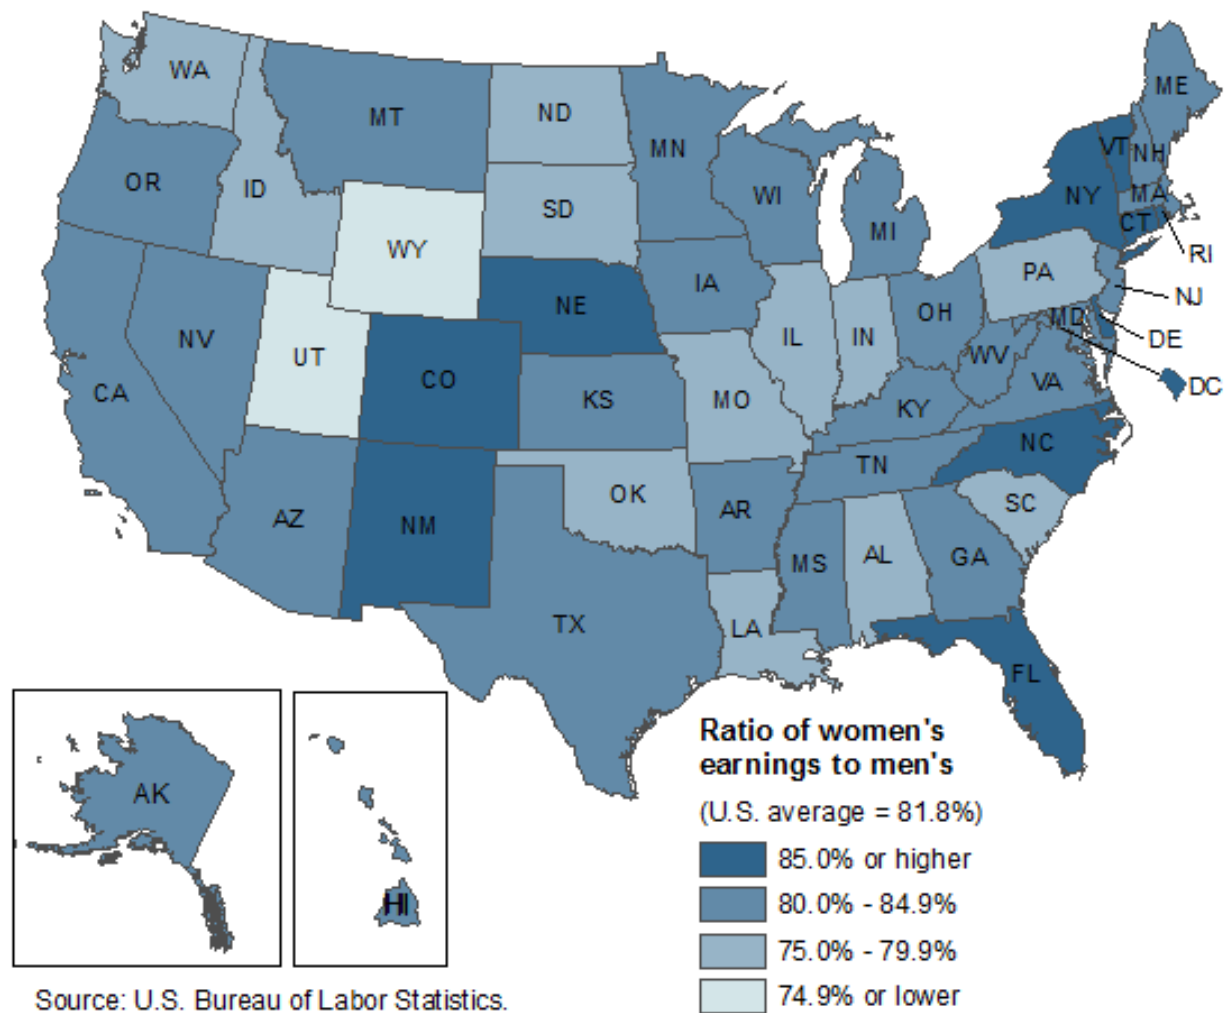 WA
MT
ND
MN
ME
VT
NH
OR
ID
SD
WI
MI
NY
MA
CT
WY
RI
NE
IA
PA
NJ
NV
UT
CO
IL
IN
OH
MD
DE
WV
CA
KS
MO
KY
VA
DC
AZ
NM
OK
AR
TN
NC
SC
TX
LA
MS
AL
GA
FL
AK
HI
Ratio of women's
earnings to men's
(U.S. average = 81.8%)
85.0% or higher
80.0% - 84.9%
75.0% - 79.9%
74.9% or lower
Source: U.S. Bureau of Labor Statistics.